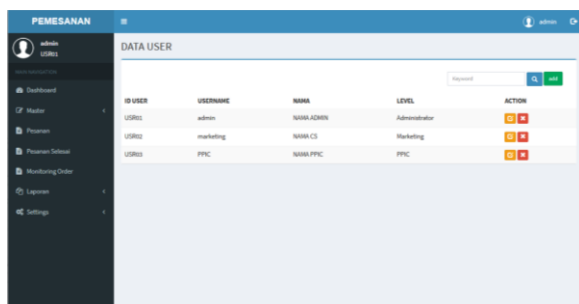 PEMESANAN
admin
admin
USR01
MAIN NAVIGATION
Dashboard
Master
Pesanan
Pesanan Selesai
Monitoring Order
Laporan
Settings
DATA USER
Keyword
add
ID USER USERNAME NAMA LEVEL ACTION
USR01 admin NAMA ADMIN Administrator
USR02 marketing NAMA CS Marketing
USR03 PPIC NAMA PPIC PPIC